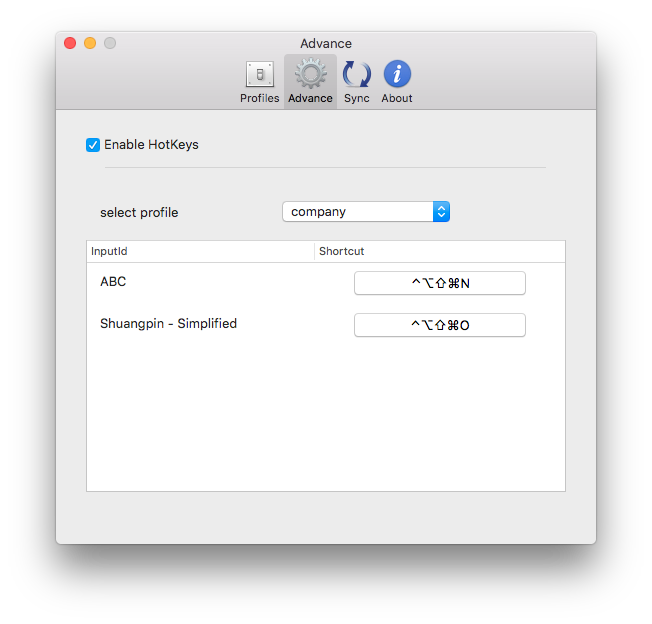 Advance
Profiles Advance Sync About
Enable HotKeys
select profile company
InputId Shortcut
ABC ⌃⌥⇧⌘N
Shuangpin - Simplified ⌃⌥⇧⌘O